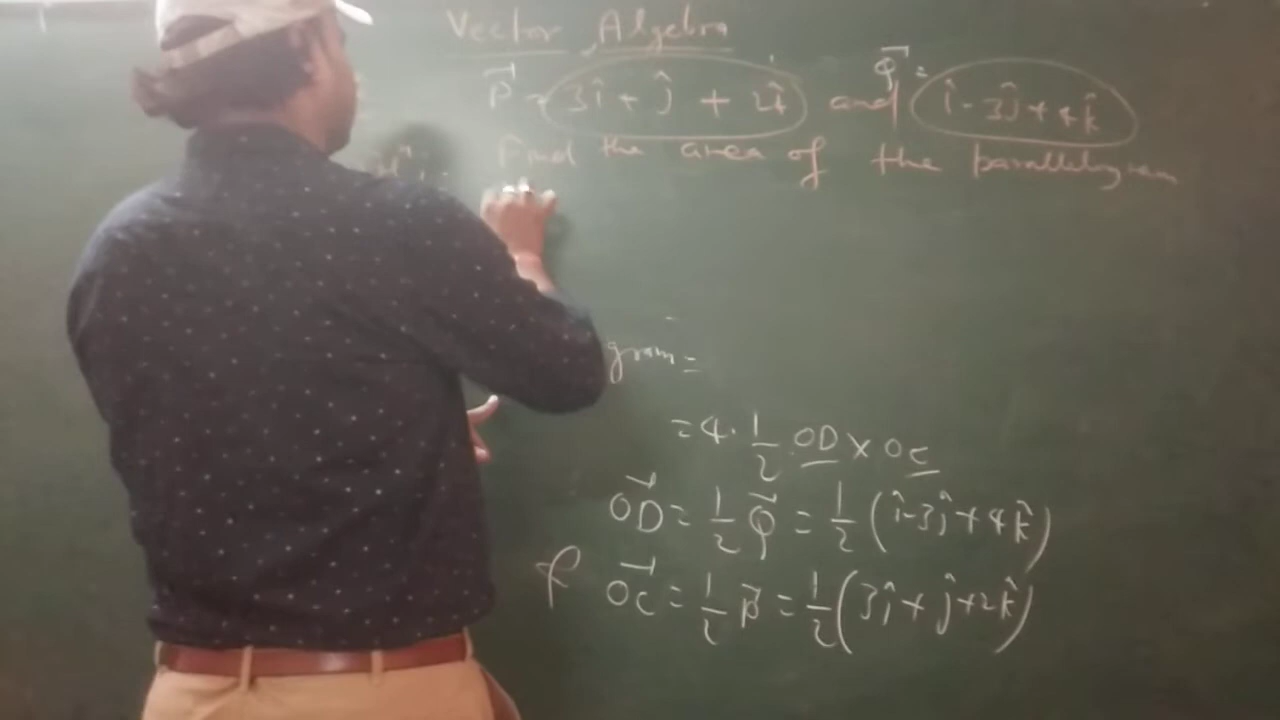 Vector Algebra
P⃗ = 3î + ĵ + 2k̂ and Q⃗ = î - 3ĵ + 4k̂
Find the area of the parallelogram
gram =
= 4. 1/2 . OD × OC
OD⃗ = 1/2 Q⃗ = 1/2 (î - 3ĵ + 4k̂)
OC⃗ = 1/2 P⃗ = 1/2 (3î + ĵ + 2k̂)